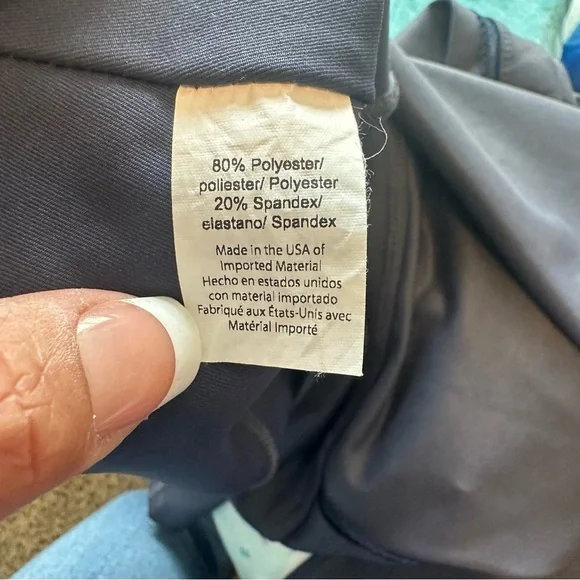 80% Polyester/
poliester/ Polyester
20% Spandex/
elastano/ Spandex
Made in the USA of
Imported Material
Hecho en estados unidos
con material importado
Fabriqué aux États-Unis avec
Matérial Importé